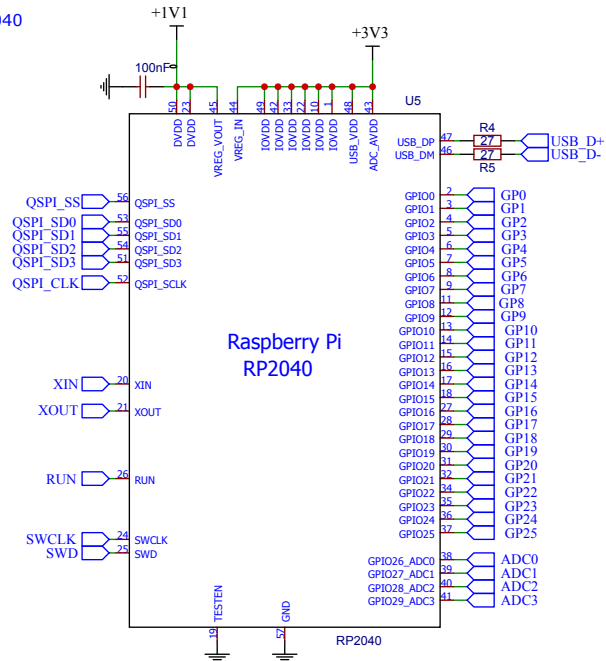 040
+1V1
+3V3
100nF
0
50 23 45 44 49 42 33 22 10 1 48 43
DVDD DVDD VREG_VOUT VREG_IN IOVDD IOVDD IOVDD IOVDD IOVDD IOVDD USB_VDD ADC_AVDD
U5
USB_DP 47 R4 27 USB_D+
USB_DM 46 27 R5 USB_D-
QSPI_SS 56 QSPI_SS
QSPI_SD0 53 QSPI_SD0
QSPI_SD1 55 QSPI_SD1
QSPI_SD2 54 QSPI_SD2
QSPI_SD3 51 QSPI_SD3
QSPI_CLK 52 QSPI_SCLK
XIN 20 XIN
XOUT 21 XOUT
RUN 26 RUN
SWCLK 24 SWCLK
SWD 25 SWD
Raspberry Pi
RP2040
GPIO0 2 GP0
GPIO1 3 GP1
GPIO2 4 GP2
GPIO3 5 GP3
GPIO4 6 GP4
GPIO5 7 GP5
GPIO6 8 GP6
GPIO7 9 GP7
GPIO8 11 GP8
GPIO9 12 GP9
GPIO10 13 GP10
GPIO11 14 GP11
GPIO12 15 GP12
GPIO13 16 GP13
GPIO14 17 GP14
GPIO15 18 GP15
GPIO16 27 GP16
GPIO17 28 GP17
GPIO18 29 GP18
GPIO19 30 GP19
GPIO20 31 GP20
GPIO21 32 GP21
GPIO22 34 GP22
GPIO23 35 GP23
GPIO24 36 GP24
GPIO25 37 GP25
GPIO26_ADC0 38 ADC0
GPIO27_ADC1 39 ADC1
GPIO28_ADC2 40 ADC2
GPIO29_ADC3 41 ADC3
TESTEN GND
19 57
RP2040